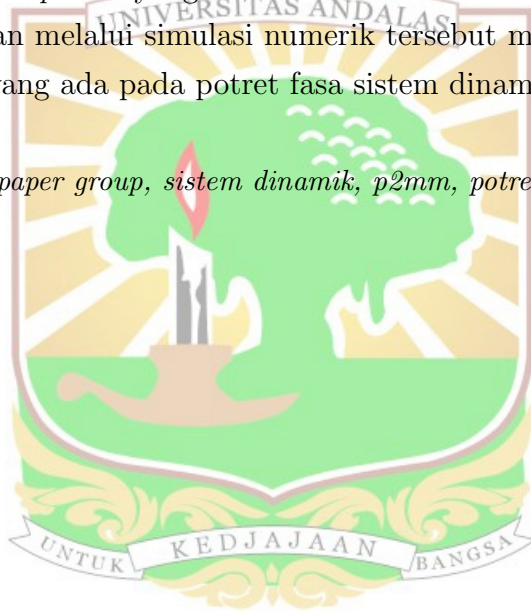 UNIVERSITAS ANDALAS
an melalui simulasi numerik tersebut m
yang ada pada potret fasa sistem dinam
paper group, sistem dinamik, p2mm, potre
UNTUK KEDJAJAAN BANGSA